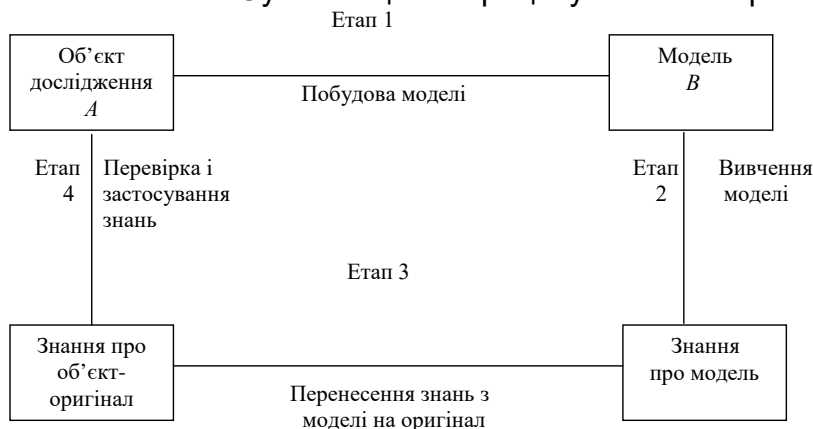 Етап 1
Об’єкт
дослідження
A
Побудова моделі
Модель
B
Етап
4
Перевірка і
застосування
знань
Етап
2
Вивчення
моделі
Етап 3
Знання про
об’єкт-
оригінал
Перенесення знань з
моделі на оригінал
Знання
про модель